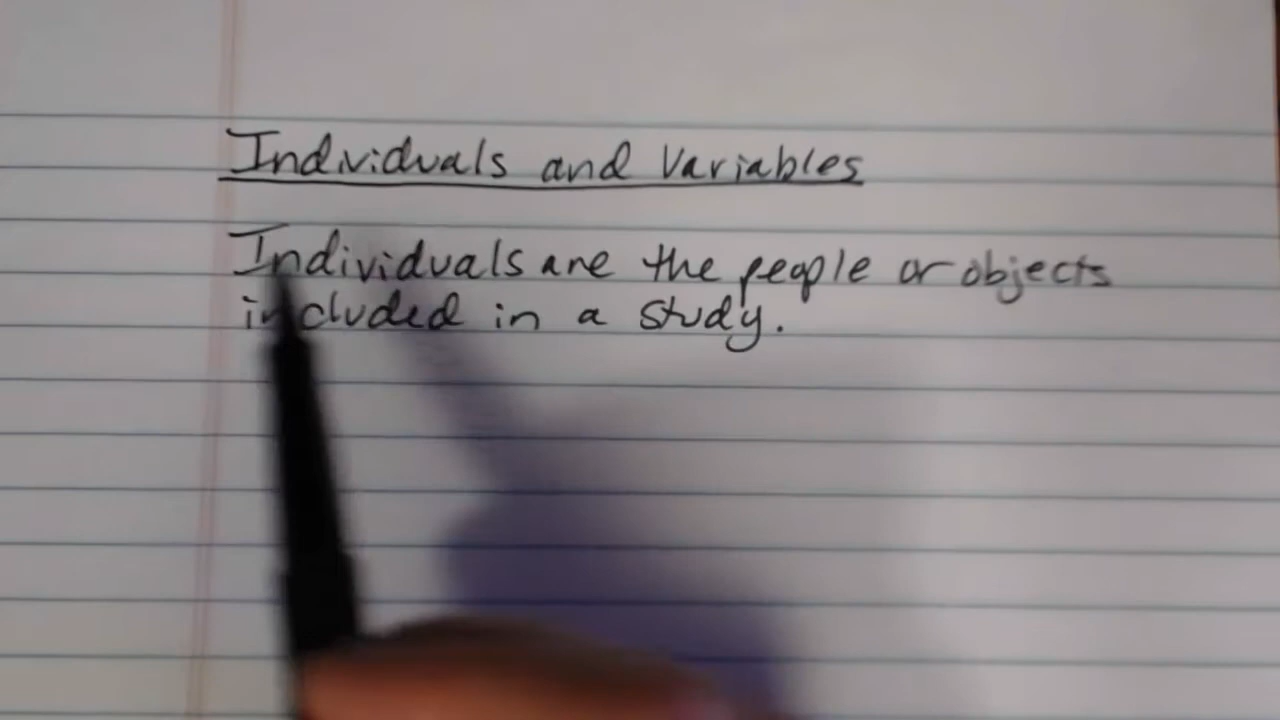 Individuals and Variables
Individuals are the people or objects
included in a study.